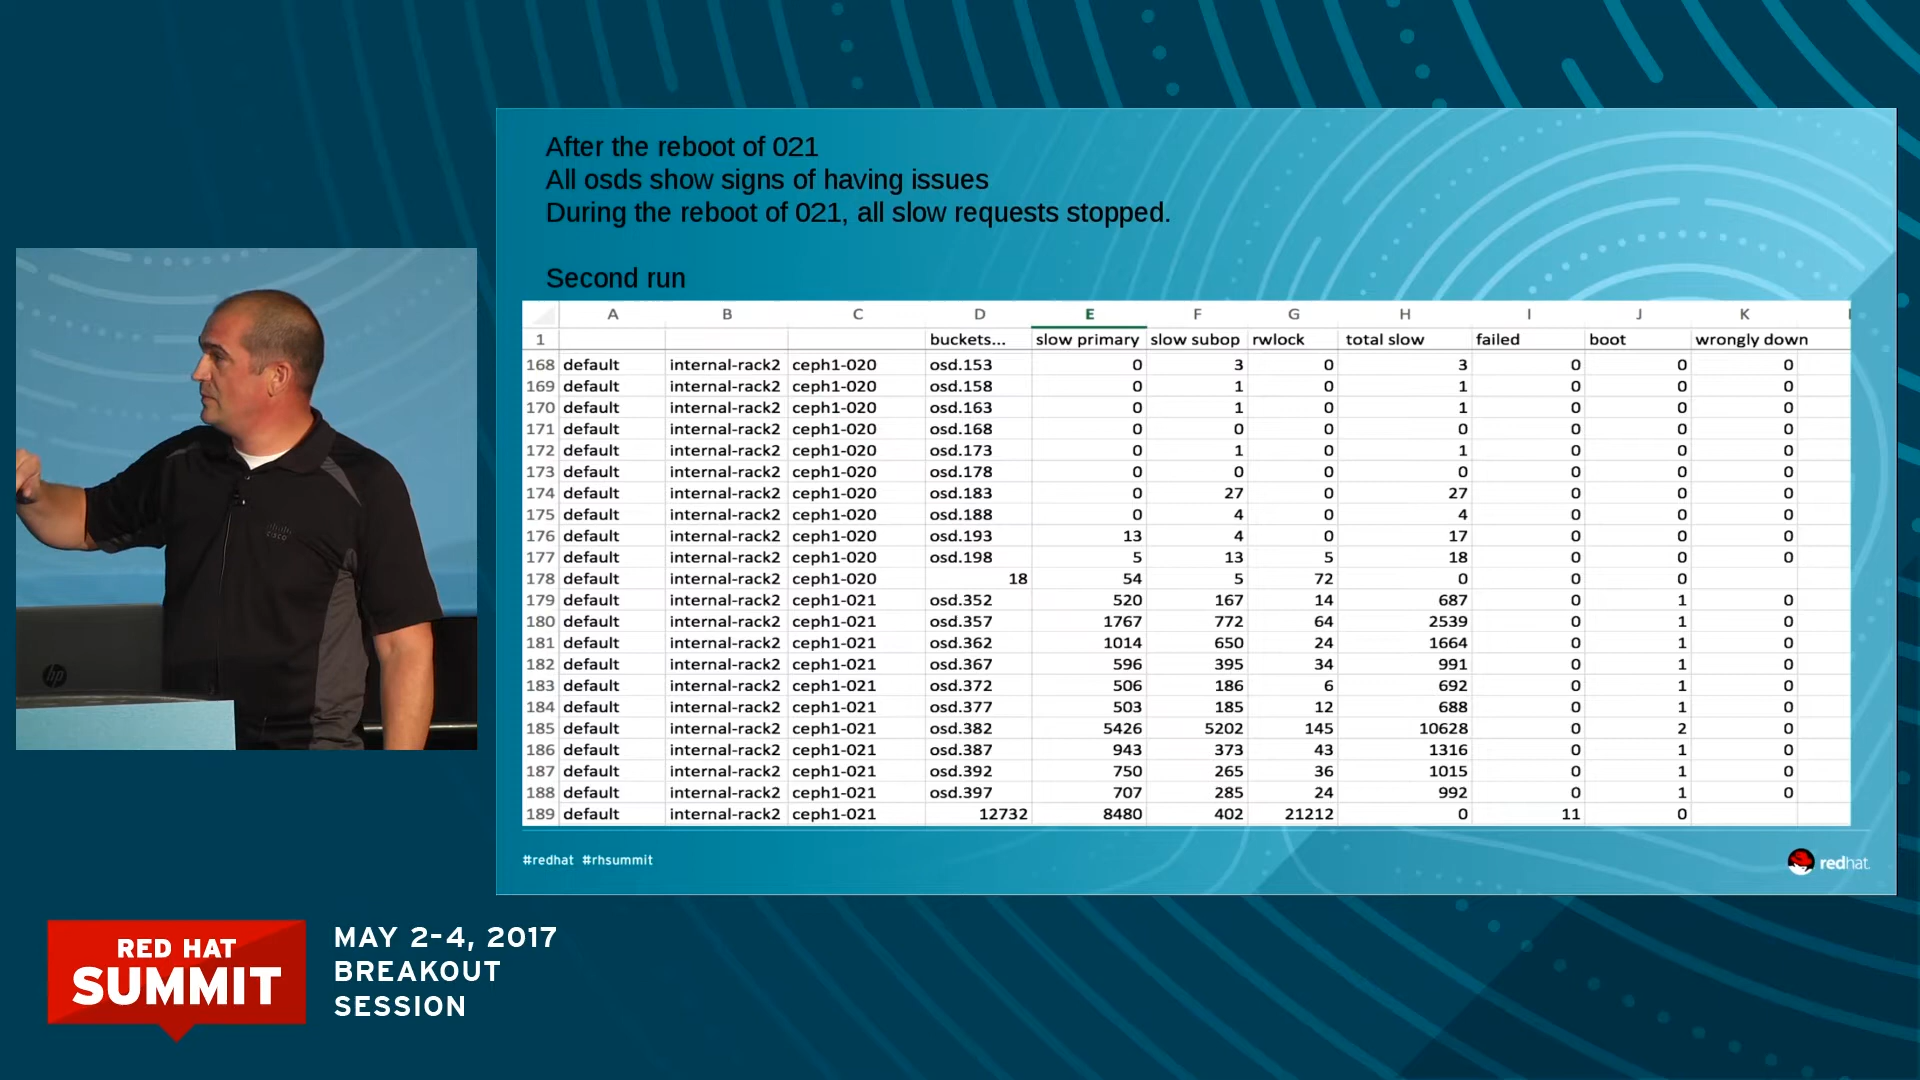 After the reboot of 021
All osds show signs of having issues
During the reboot of 021, all slow requests stopped.
Second run
A B C D E F G H I J K
1 buckets... slow primary slow subop rwlock total slow failed boot wrongly down
168 default internal-rack2 ceph1-020 osd.153 0 3 0 3 0 0 0
169 default internal-rack2 ceph1-020 osd.158 0 1 0 1 0 0 0
170 default internal-rack2 ceph1-020 osd.163 0 1 0 1 0 0 0
171 default internal-rack2 ceph1-020 osd.168 0 0 0 0 0 0 0
172 default internal-rack2 ceph1-020 osd.173 0 1 0 1 0 0 0
173 default internal-rack2 ceph1-020 osd.178 0 0 0 0 0 0 0
174 default internal-rack2 ceph1-020 osd.183 0 27 0 27 0 0 0
175 default internal-rack2 ceph1-020 osd.188 0 4 0 4 0 0 0
176 default internal-rack2 ceph1-020 osd.193 13 4 0 17 0 0 0
177 default internal-rack2 ceph1-020 osd.198 5 13 5 18 0 0 0
178 default internal-rack2 ceph1-020 18 54 5 72 0 0 0
179 default internal-rack2 ceph1-021 osd.352 520 167 14 687 0 1 0
180 default internal-rack2 ceph1-021 osd.357 1767 772 64 2539 0 1 0
181 default internal-rack2 ceph1-021 osd.362 1014 650 24 1664 0 1 0
182 default internal-rack2 ceph1-021 osd.367 596 395 34 991 0 1 0
183 default internal-rack2 ceph1-021 osd.372 506 186 6 692 0 1 0
184 default internal-rack2 ceph1-021 osd.377 503 185 12 688 0 1 0
185 default internal-rack2 ceph1-021 osd.382 5426 5202 145 10628 0 2 0
186 default internal-rack2 ceph1-021 osd.387 943 373 43 1316 0 1 0
187 default internal-rack2 ceph1-021 osd.392 750 265 36 1015 0 1 0
188 default internal-rack2 ceph1-021 osd.397 707 285 24 992 0 1 0
189 default internal-rack2 ceph1-021 12732 8480 402 21212 0 11 0
#redhat #rhsummit
redhat.
hp
cisco
RED HAT
SUMMIT
MAY 2-4, 2017
BREAKOUT
SESSION